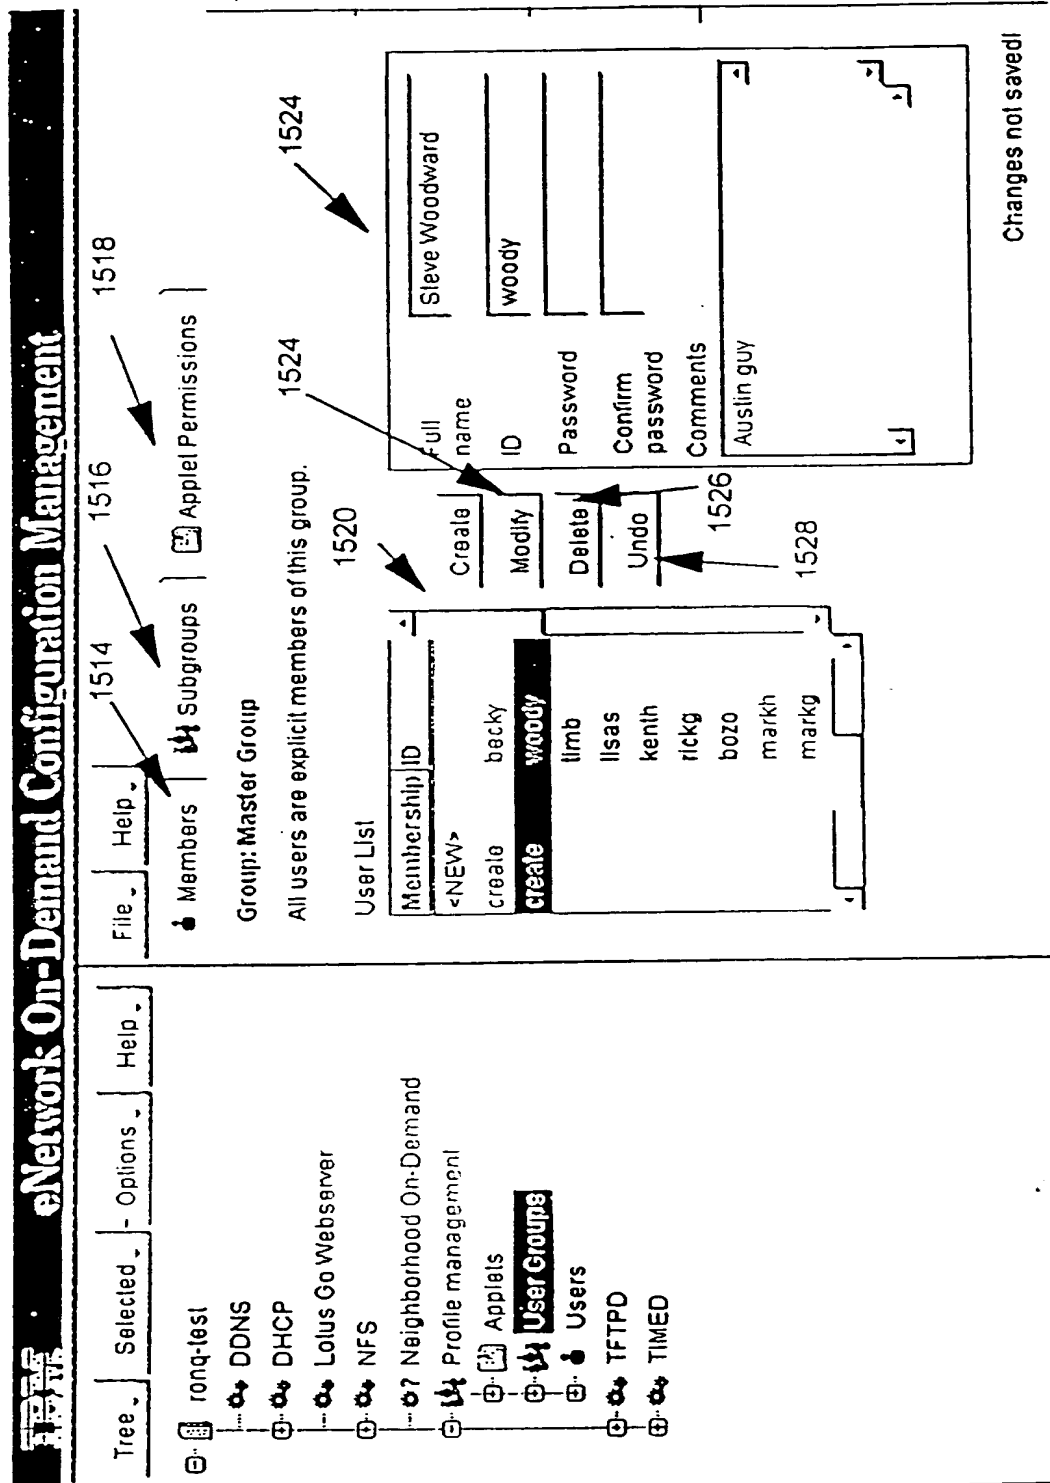 IBM
eNetwork On-Demand Configuration Management
Tree
Selected
Options
Help
ronq-test
DDNS
DHCP
Lotus Go Webserver
NFS
? Neighborhood On-Demand
Profile management
Applets
User Groups
Users
TFTPD
TIMED
File
Help
1514
1516
1518
Members
Subgroups
Applet Permissions
Group: Master Group
All users are explicit members of this group.
User List
1520
1524
1524
Membership ID
<NEW>
create becky
create woody
timb
lisas
kenth
rickg
bozo
markh
markg
Create
Modify
Delete
Undo
1526
1528
Full name
Steve Woodward
ID
woody
Password
Confirm password
Comments
Austin guy
Changes not saved!